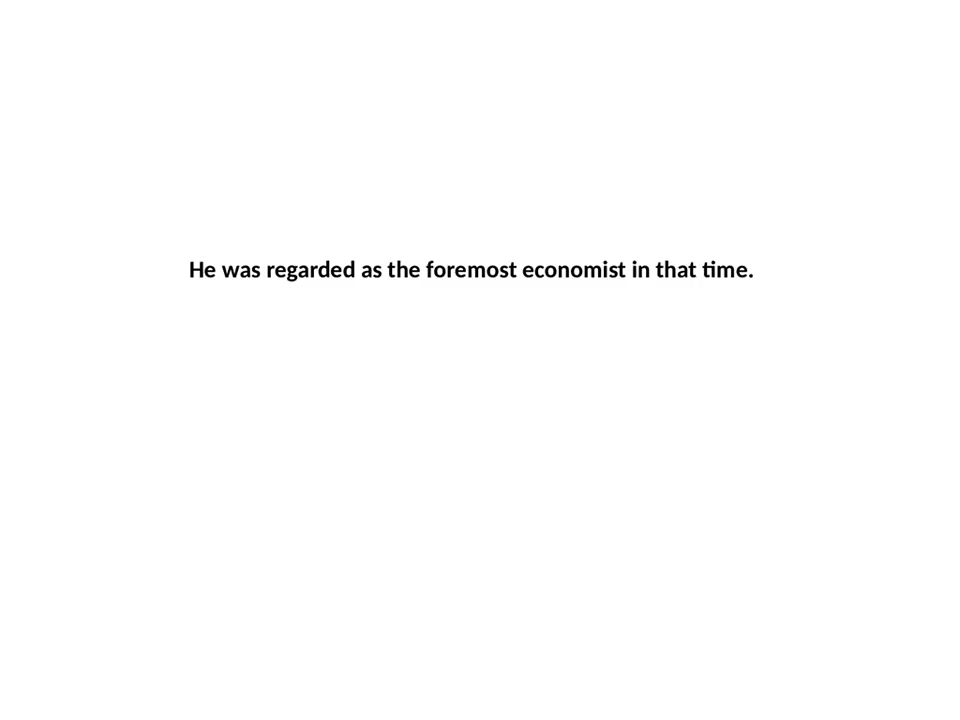 He was regarded as the foremost economist in that time.